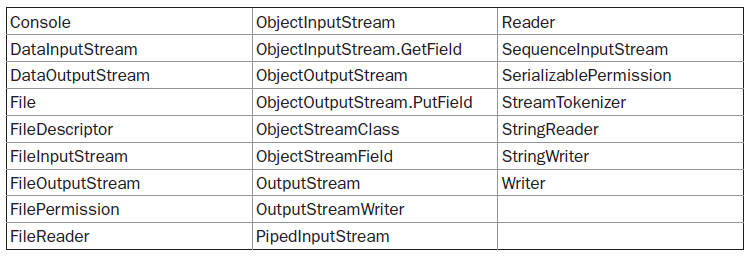 Console ObjectInputStream Reader
DataInputStream ObjectInputStream.GetField SequenceInputStream
DataOutputStream ObjectOutputStream SerializablePermission
File ObjectOutputStream.PutField StreamTokenizer
FileDescriptor ObjectStreamClass StringReader
FileInputStream ObjectStreamField StringWriter
FileOutputStream OutputStream Writer
FilePermission OutputStreamWriter
FileReader PipedInputStream